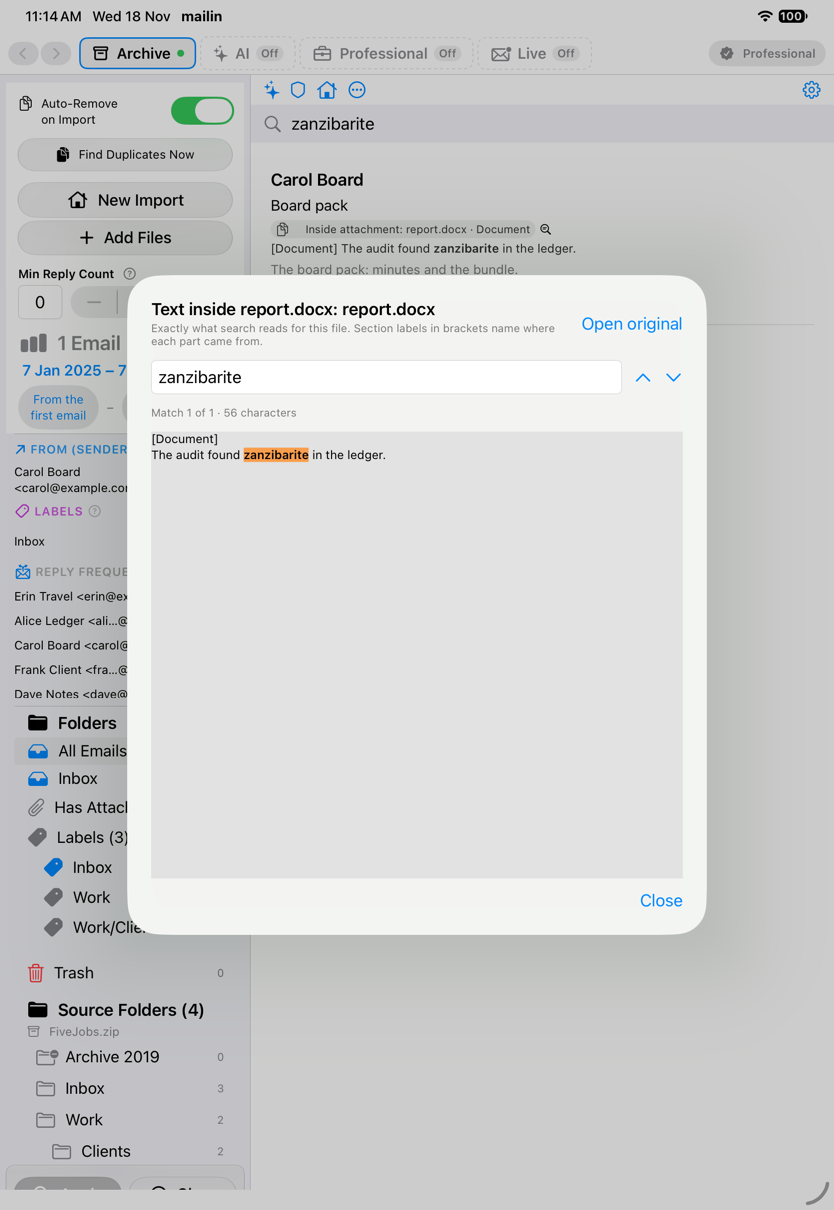 11:14 AM Wed 18 Nov mailin
100
Archive
AI Off
Professional Off
Live Off
Professional
Auto-Remove
on Import
Find Duplicates Now
New Import
Add Files
Min Reply Count
0
1 Email
7 Jan 2025 – 7
From the
first email
–
FROM (SENDER
Carol Board
<carol@example.co
LABELS
Inbox
REPLY FREQUE
Erin Travel <erin@ex
Alice Ledger <ali...@
Carol Board <carol@
Frank Client <fra...@
Dave Notes <dave@
Folders
All Emails
Inbox
Has Attac
Labels (3)
Inbox
Work
Work/Clie
Trash 0
Source Folders (4)
FiveJobs.zip
Archive 2019 0
Inbox 3
Work 2
Clients 2
zanzibarite
Carol Board
Board pack
Inside attachment: report.docx · Document
[Document] The audit found zanzibarite in the ledger.
The board pack: minutes and the bundle.
Text inside report.docx: report.docx
Open original
Exactly what search reads for this file. Section labels in brackets name where
each part came from.
zanzibarite
Match 1 of 1 · 56 characters
[Document]
The audit found zanzibarite in the ledger.
Close